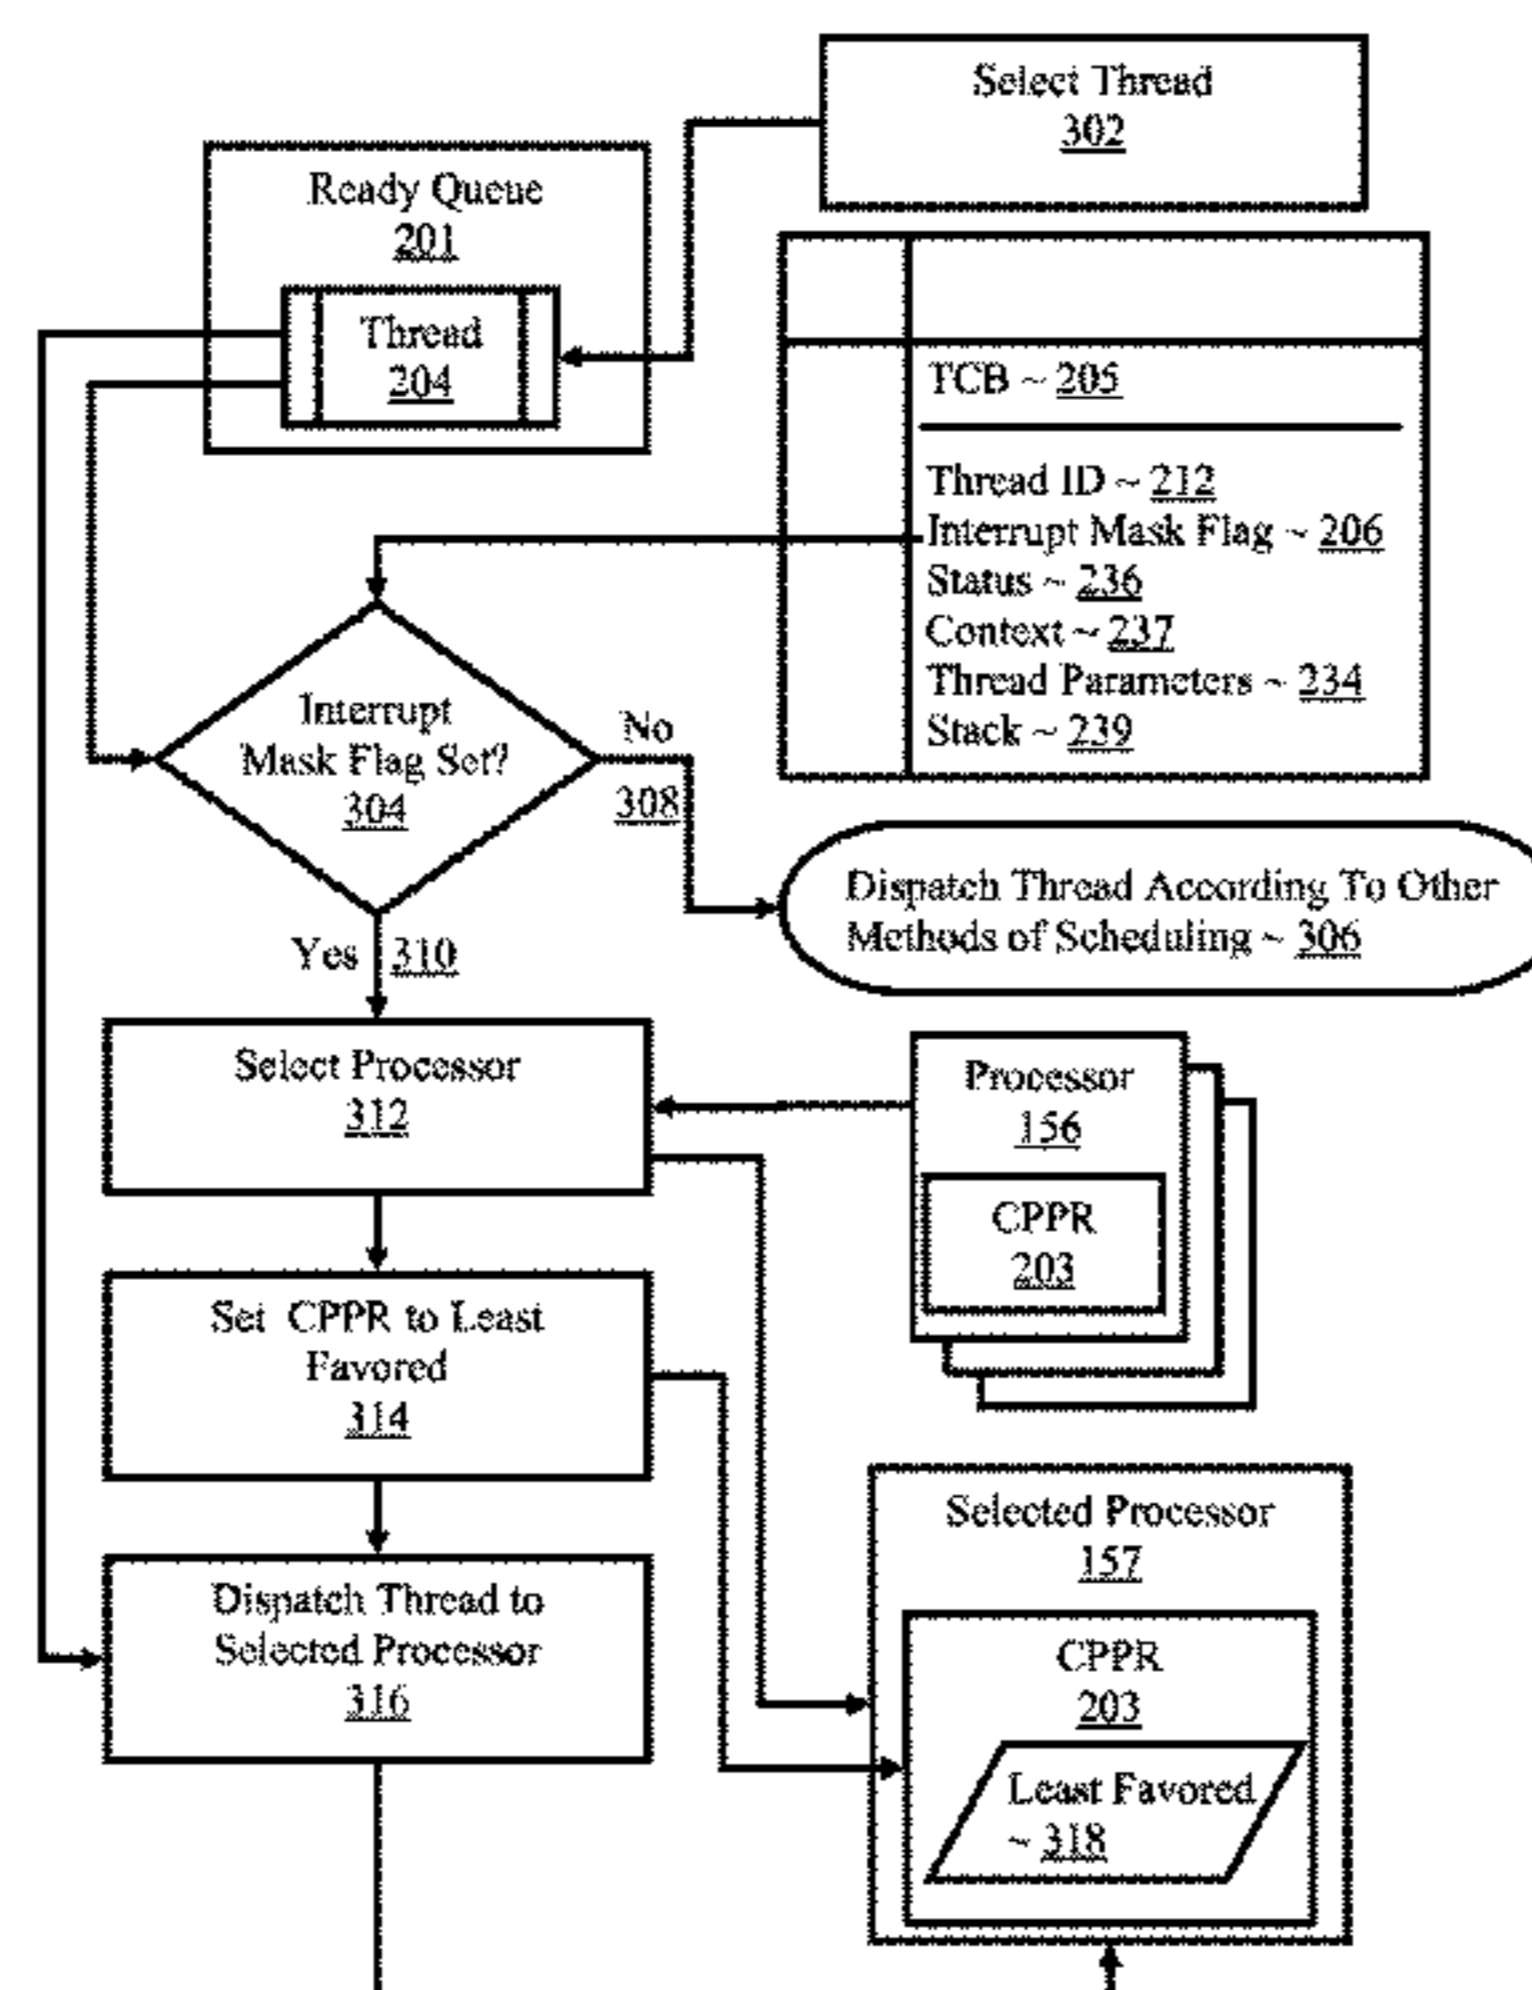 Select Thread
302
Ready Queue
201
Thread
204
TCB ~ 205
Thread ID ~ 212
Interrupt Mask Flag ~ 206
Status ~ 236
Context ~ 237
Thread Parameters ~ 234
Stack ~ 239
Interrupt
Mask Flag Set?
304
No
308
Dispatch Thread According To Other
Methods of Scheduling ~ 306
Yes 310
Select Processor
312
Processor
156
CPPR
203
Set CPPR to Least
Favored
314
Selected Processor
157
CPPR
203
Least Favored
~ 318
Dispatch Thread to
Selected Processor
316